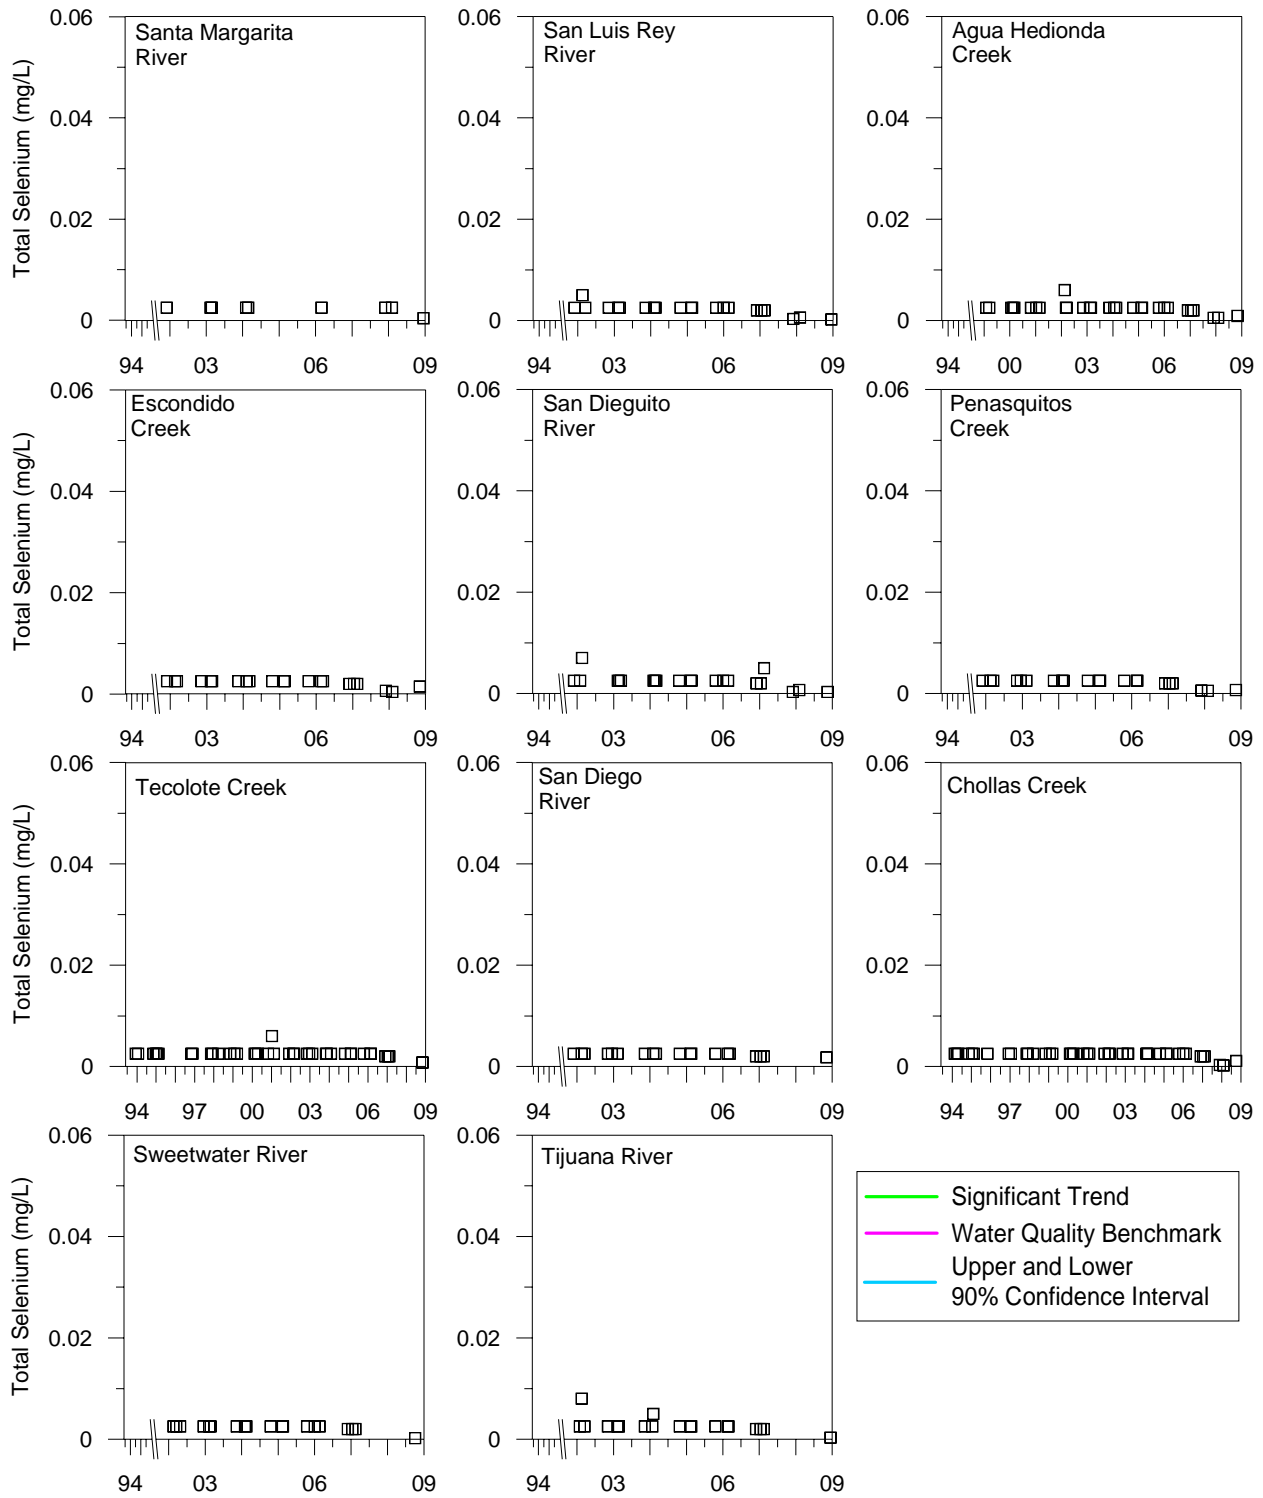 Santa Margarita
River
San Luis Rey
River
Agua Hedionda
Creek
Total Selenium (mg/L)
0.06
0.04
0.02
0
94 03 06 09
0.06
0.04
0.02
0
94 03 06 09
0.06
0.04
0.02
0
94 00 03 06 09
Escondido
Creek
San Dieguito
River
Penasquitos
Creek
Total Selenium (mg/L)
0.06
0.04
0.02
0
94 03 06 09
0.06
0.04
0.02
0
94 03 06 09
0.06
0.04
0.02
0
94 03 06 09
Tecolote Creek
San Diego
River
Chollas Creek
Total Selenium (mg/L)
0.06
0.04
0.02
0
94 97 00 03 06 09
0.06
0.04
0.02
0
94 03 06 09
0.06
0.04
0.02
0
94 97 00 03 06 09
Sweetwater River
Tijuana River
Total Selenium (mg/L)
0.06
0.04
0.02
0
94 03 06 09
0.06
0.04
0.02
0
94 03 06 09
Significant Trend
Water Quality Benchmark
Upper and Lower
90% Confidence Interval